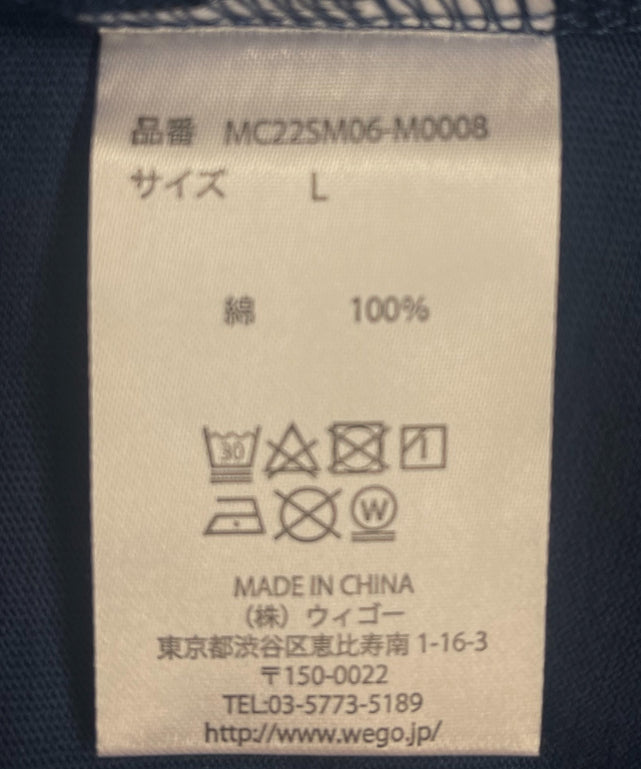 品番 MC22SM06-M0008
サイズ L
綿 100%
30
W
MADE IN CHINA
（株）ウィゴー
東京都渋谷区恵比寿南 1-16-3
〒150-0022
TEL:03-5773-5189
http://www.wego.jp/